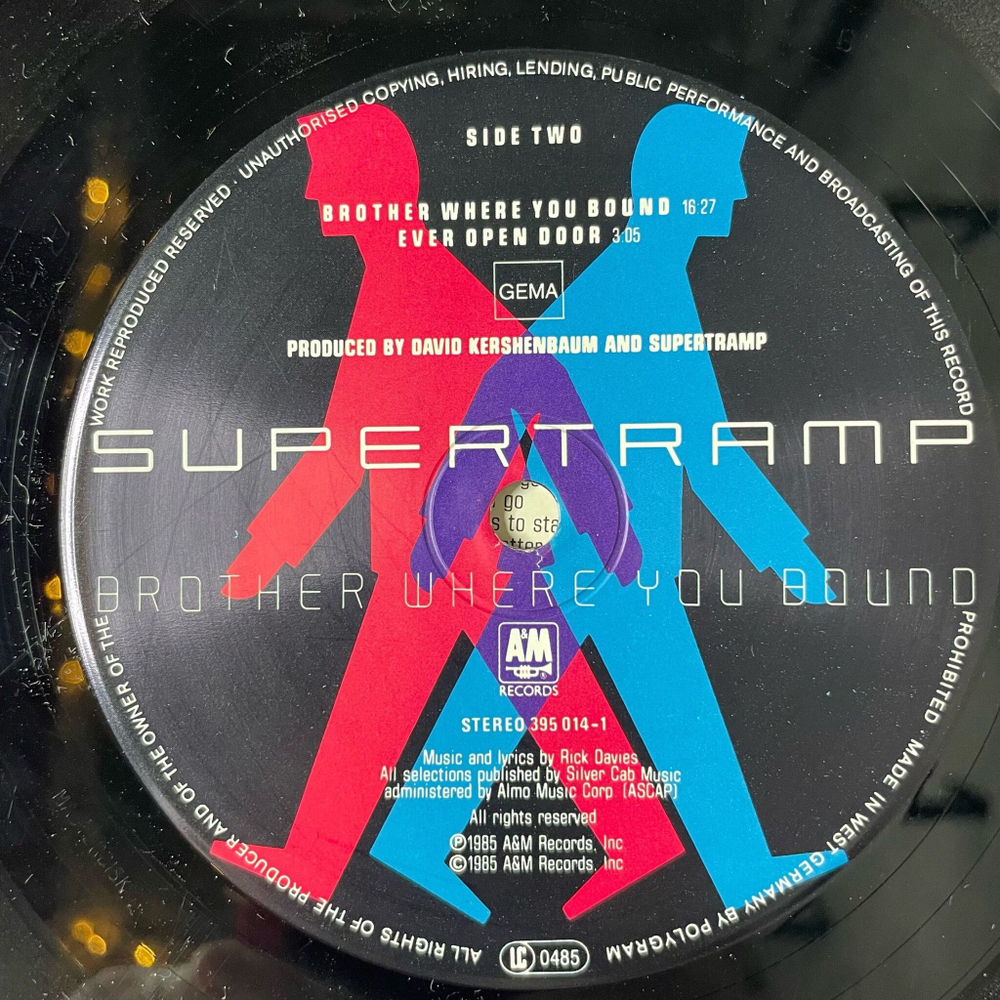 WORK REPRODUCED RESERVED · UNAUTHORISED COPYING, HIRING, LENDING, PUBLIC PERFORMANCE AND BROADCASTING OF THIS RECORD
SIDE TWO
BROTHER WHERE YOU BOUND 16:27
EVER OPEN DOOR 3:05
GEMA
PRODUCED BY DAVID KERSHENBAUM AND SUPERTRAMP
SUPERTRAMP
go
s to sta
BROTHER WHERE YOU BOUND
A&M
RECORDS
STEREO 395 014-1
Music and lyrics by Rick Davies
All selections published by Silver Cab Music
administered by Almo Music Corp (ASCAP)
All rights reserved
℗1985 A&M Records, Inc
©1985 A&M Records, Inc
LC 0485
ALL RIGHTS OF THE PRODUCER AND OF THE OWNER OF THE
PROHIBITED · MADE IN WEST GERMANY BY POLYGRAM